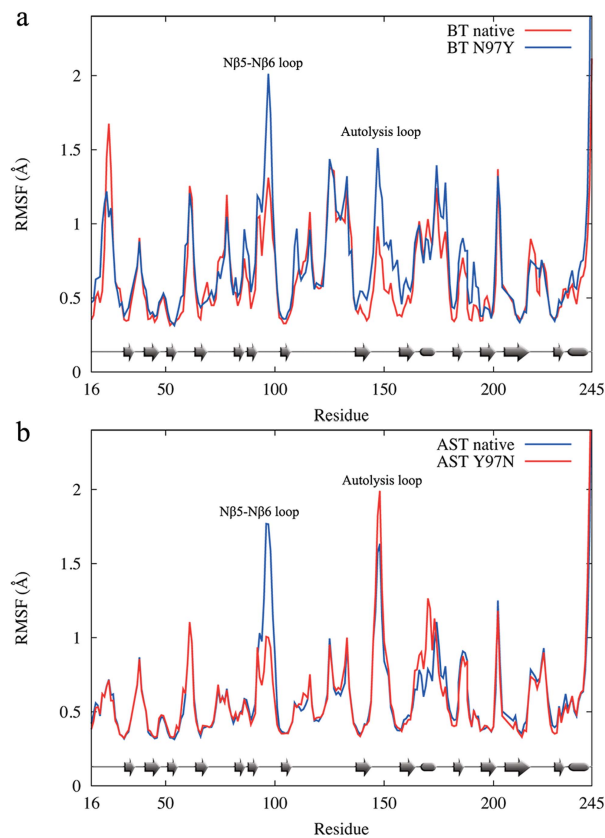 a
BT native
BT N97Y
Nβ5-Nβ6 loop
Autolysis loop
RMSF (Å)
2
1.5
1
0.5
0
16 50 100 150 200 245
Residue
b
AST native
AST Y97N
Autolysis loop
Nβ5-Nβ6 loop
RMSF (Å)
2
1.5
1
0.5
0
16 50 100 150 200 245
Residue